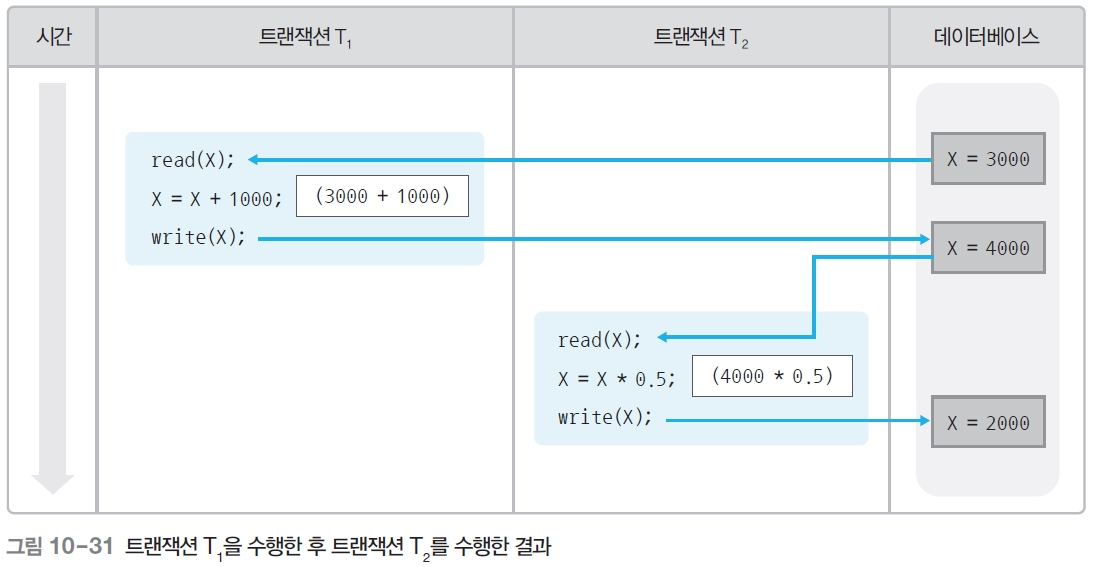 시간 트랜잭션 T1 트랜잭션 T2 데이터베이스
read(X); X = 3000
X = X + 1000; (3000 + 1000)
write(X); X = 4000
read(X);
X = X * 0.5; (4000 * 0.5)
write(X); X = 2000
그림 10-31 트랜잭션 T1을 수행한 후 트랜잭션 T2를 수행한 결과